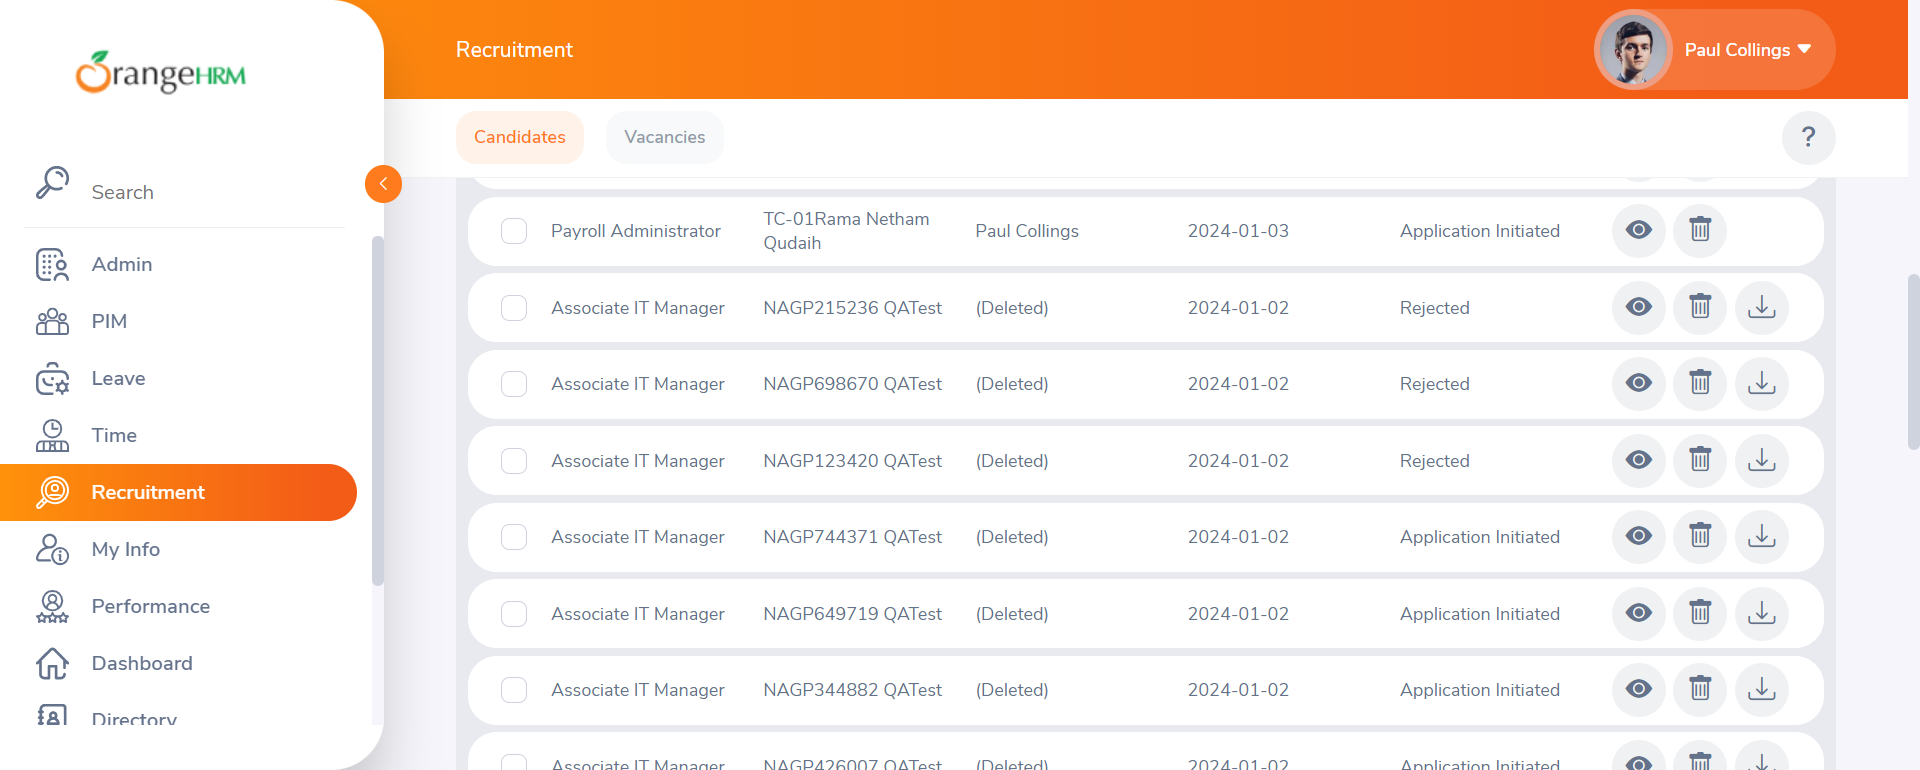 OrangeHRM
Recruitment
Paul Collings
Candidates
Vacancies
?
Search
Admin
PIM
Leave
Time
Recruitment
My Info
Performance
Dashboard
Directory
Payroll Administrator
TC-01Rama Netham
Qudaih
Paul Collings
2024-01-03
Application Initiated
Associate IT Manager NAGP215236 QATest (Deleted) 2024-01-02 Rejected
Associate IT Manager NAGP698670 QATest (Deleted) 2024-01-02 Rejected
Associate IT Manager NAGP123420 QATest (Deleted) 2024-01-02 Rejected
Associate IT Manager NAGP744371 QATest (Deleted) 2024-01-02 Application Initiated
Associate IT Manager NAGP649719 QATest (Deleted) 2024-01-02 Application Initiated
Associate IT Manager NAGP344882 QATest (Deleted) 2024-01-02 Application Initiated
Associate IT Manager NAGP426007 QATest (Deleted) 2024-01-02 Application Initiated